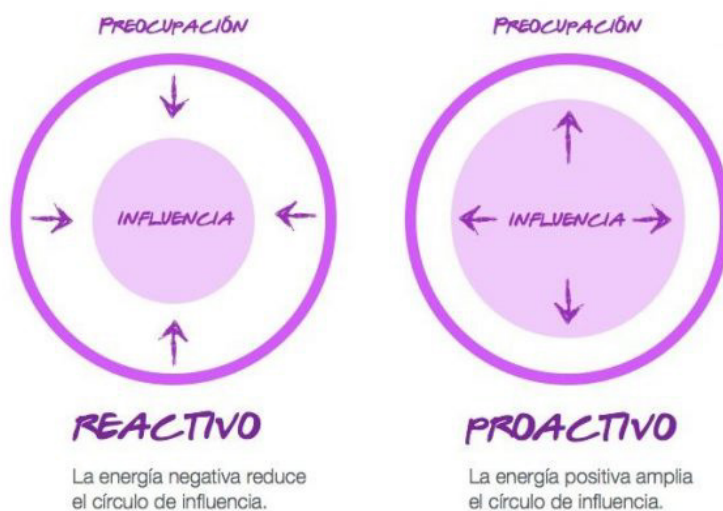 PREOCUPACIÓN
INFLUENCIA
REACTIVO
La energía negativa reduce
el círculo de influencia.
PREOCUPACIÓN
INFLUENCIA
PROACTIVO
La energía positiva amplia
el círculo de influencia.